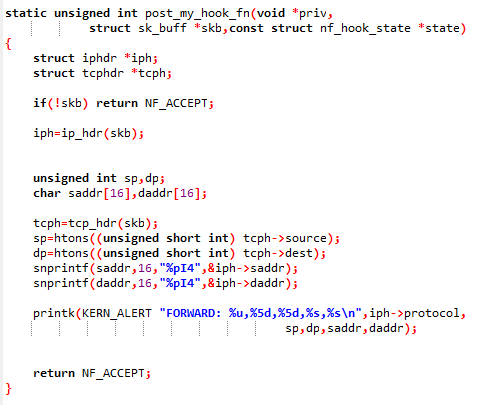 static unsigned int post_my_hook_fn(void *priv,
            struct sk_buff *skb,const struct nf_hook_state *state)
{
    struct iphdr *iph;
    struct tcphdr *tcph;

    if(!skb) return NF_ACCEPT;

    iph=ip_hdr(skb);


    unsigned int sp,dp;
    char saddr[16],daddr[16];

    tcph=tcp_hdr(skb);
    sp=htons((unsigned short int) tcph->source);
    dp=htons((unsigned short int) tcph->dest);
    snprintf(saddr,16,"%pI4",&iph->saddr);
    snprintf(daddr,16,"%pI4",&iph->daddr);

    printk(KERN_ALERT "FORWARD: %u,%5d,%5d,%s,%s\n",iph->protocol,
                                        sp,dp,saddr,daddr);


    return NF_ACCEPT;
}